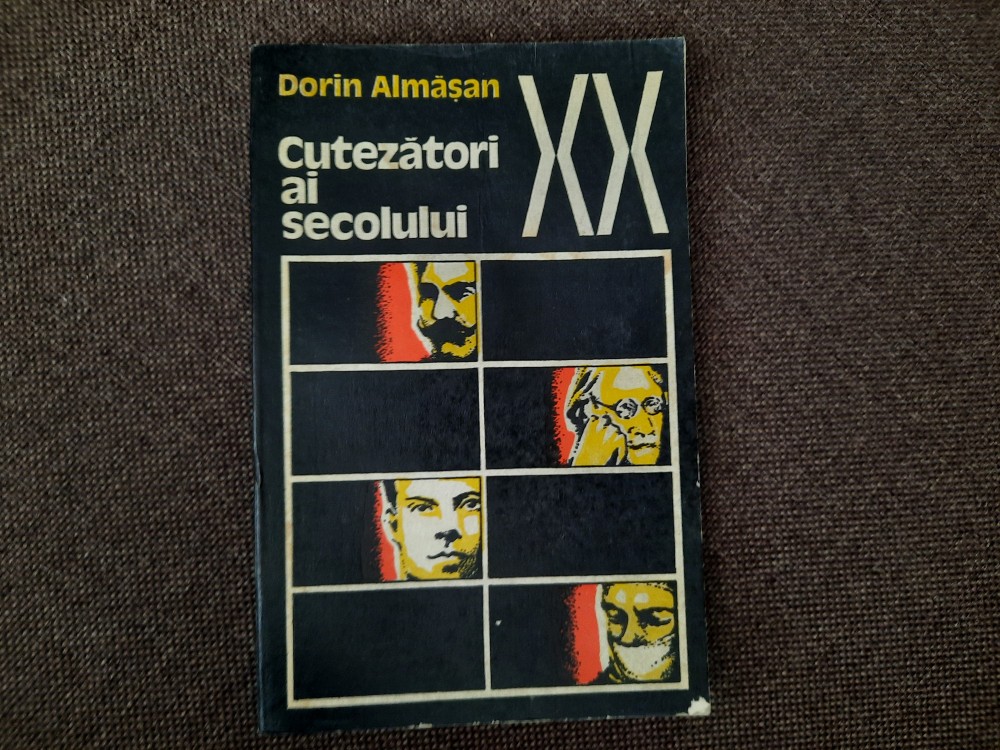 Dorin Almășan
XX
Cutezători
ai
secolului